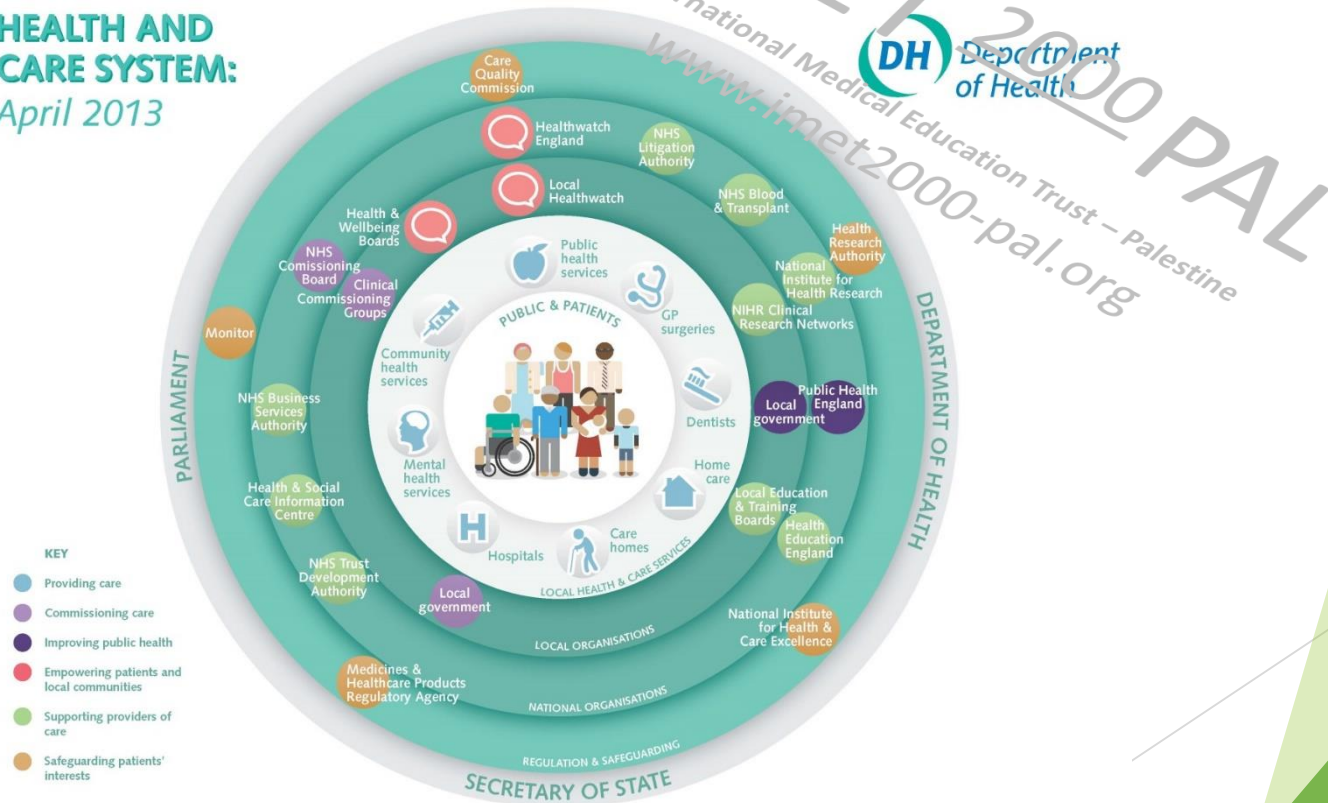 HEALTH AND
CARE SYSTEM:
April 2013
2000 PAL
International Medical Education Trust – Palestine
www.imet2000-pal.org
DH
Department
of Health
Care
Quality
Commission
Healthwatch
England
NHS
Litigation
Authority
Local
Healthwatch
NHS Blood
& Transplant
Health &
Wellbeing
Boards
Health
Research
Authority
NHS
Comissioning
Board
Clinical
Commissioning
Groups
National
Institute for
Health Research
NIHR Clinical
Research Networks
Public
health
services
GP
surgeries
PUBLIC & PATIENTS
Monitor
Community
health
services
Dentists
Local
government
Public Health
England
NHS Business
Services
Authority
Mental
health
services
Home
care
Health & Social
Care Information
Centre
Local Education
& Training
Boards
Health
Education
England
H
Hospitals
Care
homes
LOCAL HEALTH & CARE SERVICES
NHS Trust
Development
Authority
Local
government
National Institute
for Health &
Care Excellence
LOCAL ORGANISATIONS
Medicines &
Healthcare Products
Regulatory Agency
NATIONAL ORGANISATIONS
REGULATION & SAFEGUARDING
PARLIAMENT
DEPARTMENT OF HEALTH
SECRETARY OF STATE
KEY
Providing care
Commissioning care
Improving public health
Empowering patients and
local communities
Supporting providers of
care
Safeguarding patients'
interests